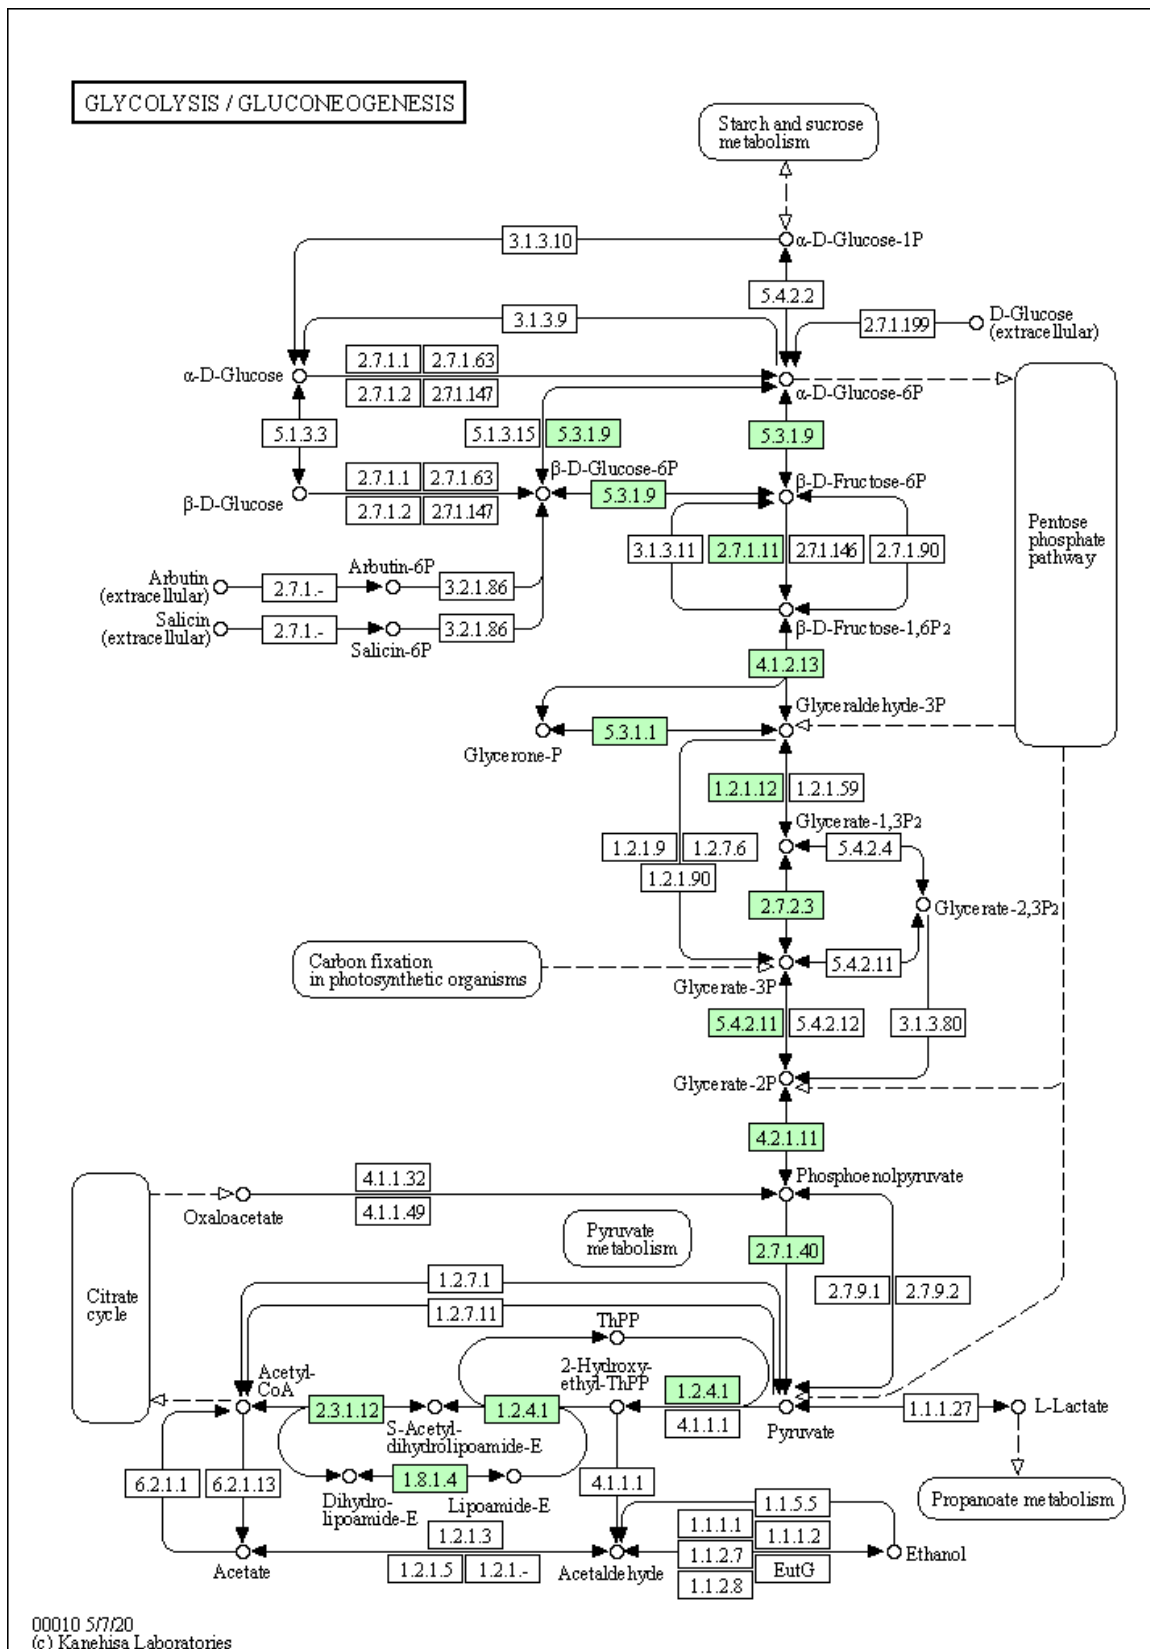 GLYCOLYSIS / GLUCONEOGENESIS
Starch and sucrose
metabolism
3.1.3.10
α-D-Glucose-1P
5.4.2.2
3.1.3.9
2.7.1.199
D-Glucose
(extracellular)
2.7.1.1
2.7.1.63
α-D-Glucose
2.7.1.2
2.7.1.147
α-D-Glucose-6P
5.1.3.3
5.1.3.15
5.3.1.9
5.3.1.9
β-D-Glucose-6P
2.7.1.1
2.7.1.63
β-D-Glucose
2.7.1.2
2.7.1.147
5.3.1.9
β-D-Fructose-6P
Pentose
phosphate
pathway
3.1.3.11
2.7.1.11
2.7.1.146
2.7.1.90
Arbutin
(extracellular)
2.7.1.-
Arbutin-6P
3.2.1.86
Salicin
(extracellular)
2.7.1.-
Salicin-6P
3.2.1.86
β-D-Fructose-1,6P2
4.1.2.13
Glyceraldehyde-3P
Glycerone-P
5.3.1.1
1.2.1.12
1.2.1.59
Glycerate-1,3P2
1.2.1.9
1.2.7.6
1.2.1.90
5.4.2.4
2.7.2.3
Glycerate-2,3P2
Carbon fixation
in photosynthetic organisms
5.4.2.11
Glycerate-3P
5.4.2.11
5.4.2.12
3.1.3.80
Glycerate-2P
4.2.1.11
Phosphoenolpyruvate
4.1.1.32
Oxaloacetate
4.1.1.49
Pyruvate
metabolism
2.7.1.40
Citrate
cycle
1.2.7.1
2.7.9.1
2.7.9.2
1.2.7.11
ThPP
Acetyl-
CoA
2-Hydroxy-
ethyl-ThPP
1.2.4.1
2.3.1.12
1.2.4.1
4.1.1.1
Pyruvate
1.1.1.27
L-Lactate
S-Acetyl-
dihydrolipoamide-E
6.2.1.1
6.2.1.13
1.8.1.4
4.1.1.1
Dihydro-
lipoamide-E
Lipoamide-E
Propanoate metabolism
1.1.5.5
1.1.1.1
1.1.1.2
1.2.1.3
1.1.2.7
EutG
Ethanol
Acetate
1.2.1.5
1.2.1.-
Acetaldehyde
1.1.2.8
00010 5/7/20
(c) Kanehisa Laboratories